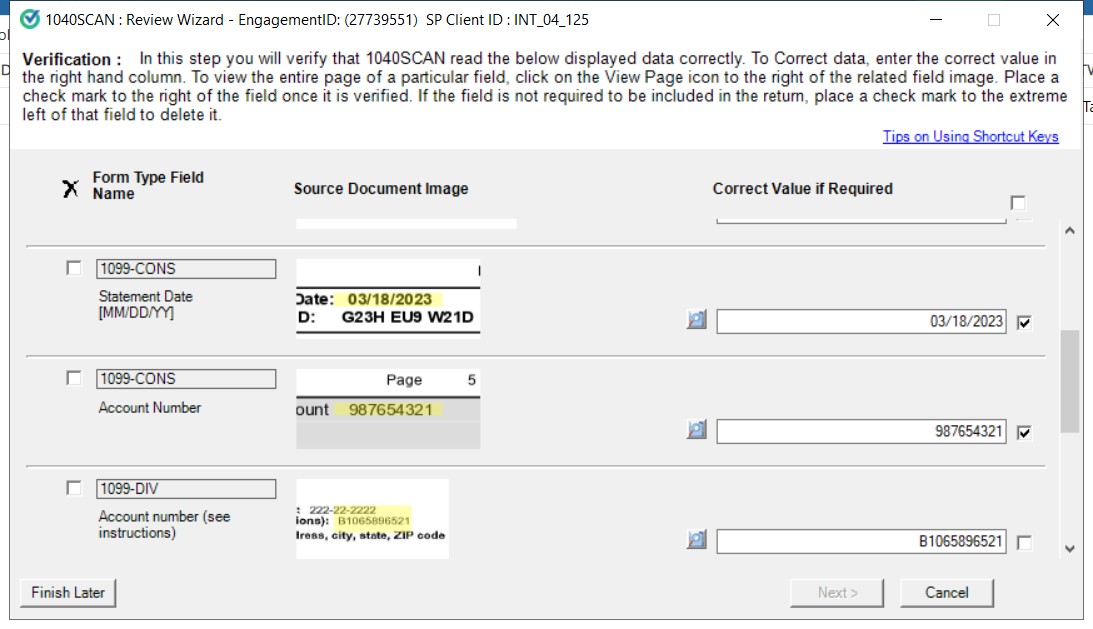 1040SCAN : Review Wizard - EngagementID: (27739551)  SP Client ID : INT_04_125
Verification :   In this step you will verify that 1040SCAN read the below displayed data correctly. To Correct data, enter the correct value in
the right hand column. To view the entire page of a particular field, click on the View Page icon to the right of the related field image. Place a
check mark to the right of the field once it is verified. If the field is not required to be included in the return, place a check mark to the extreme
left of that field to delete it.
Tips on Using Shortcut Keys
Form Type Field
Name
Source Document Image
Correct Value if Required
1099-CONS
Statement Date
[MM/DD/YY]
Date: 03/18/2023
D: G23H EU9 W21D
03/18/2023
1099-CONS
Account Number
Page 5
ount 987654321
987654321
1099-DIV
Account number (see
instructions)
: 222-22-2222
ions): B1065896521
dress, city, state, ZIP code
B1065896521
Finish Later
Next >
Cancel